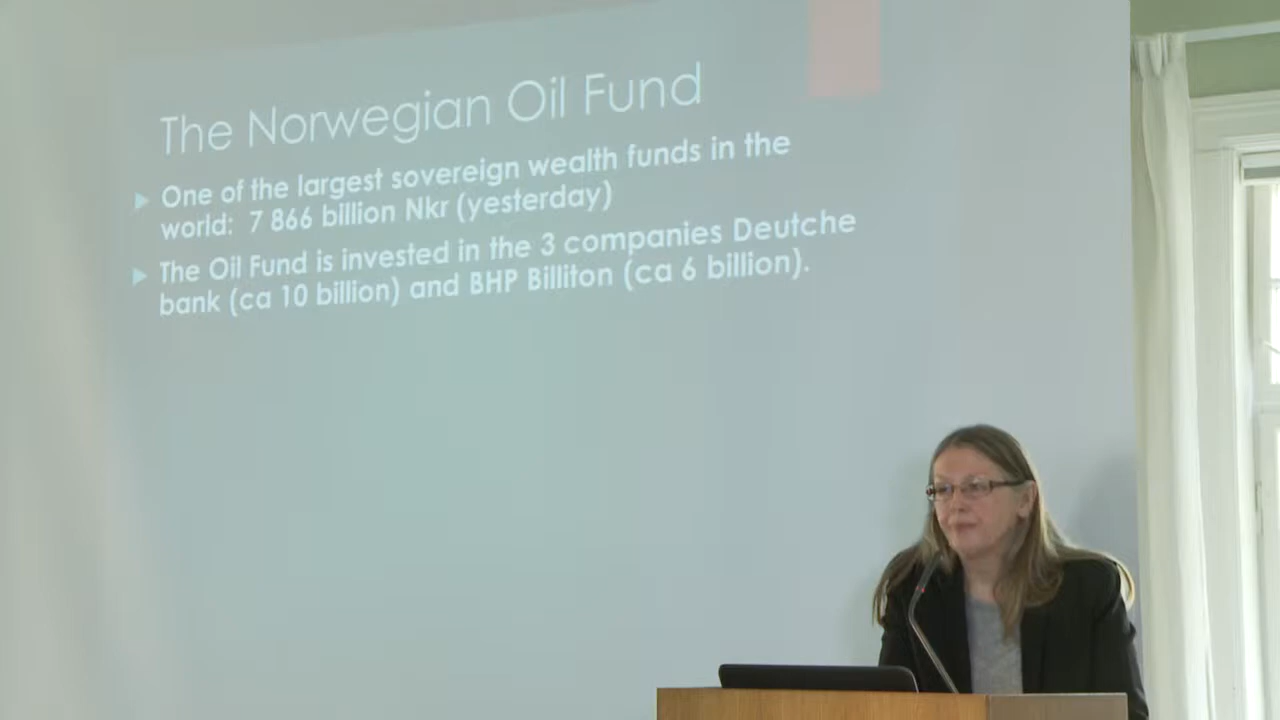 The Norwegian Oil Fund
One of the largest sovereign wealth funds in the
world: 7 866 billion Nkr (yesterday)
The Oil Fund is invested in the 3 companies Deutche
bank (ca 10 billion) and BHP Billiton (ca 6 billion).